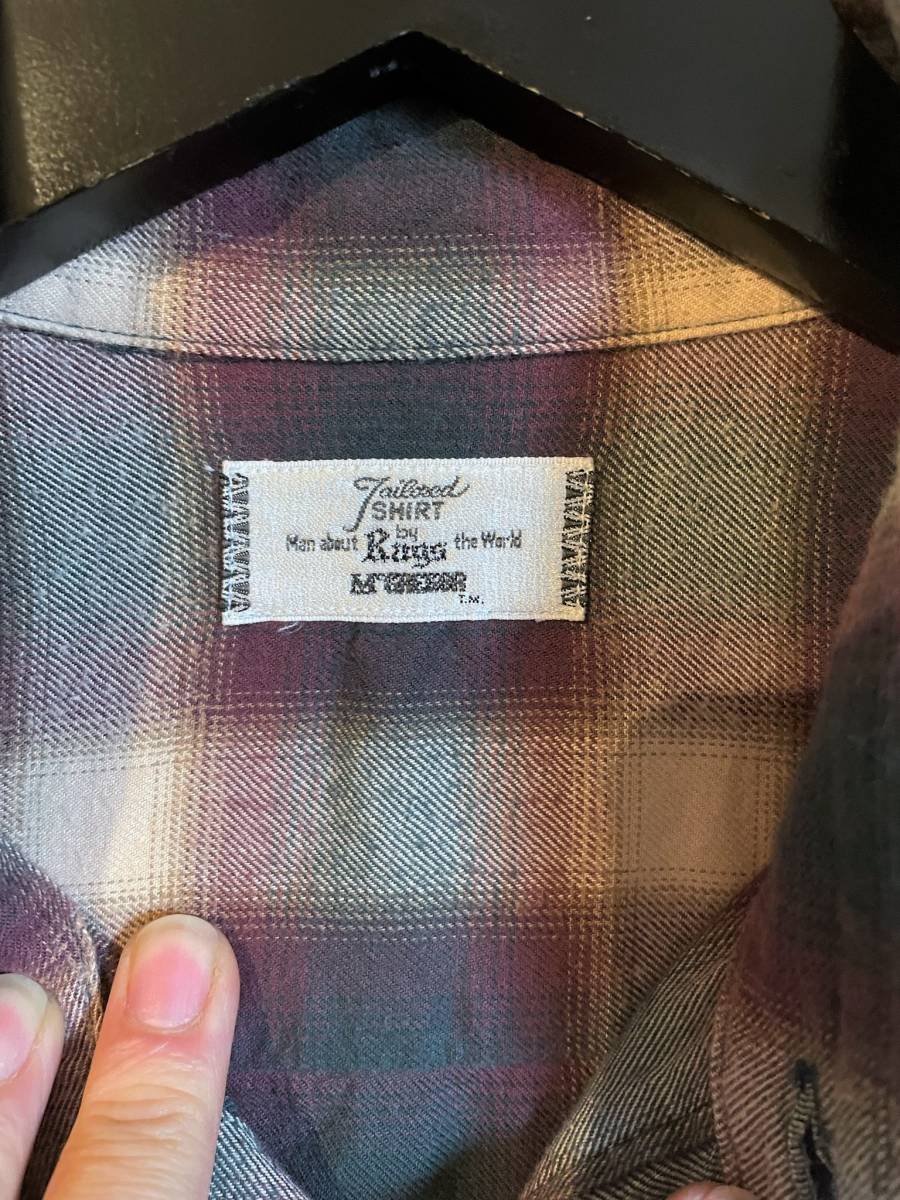 Tailored
SHIRT
by
Man about Rugs the World
McGREGOR
T.M.